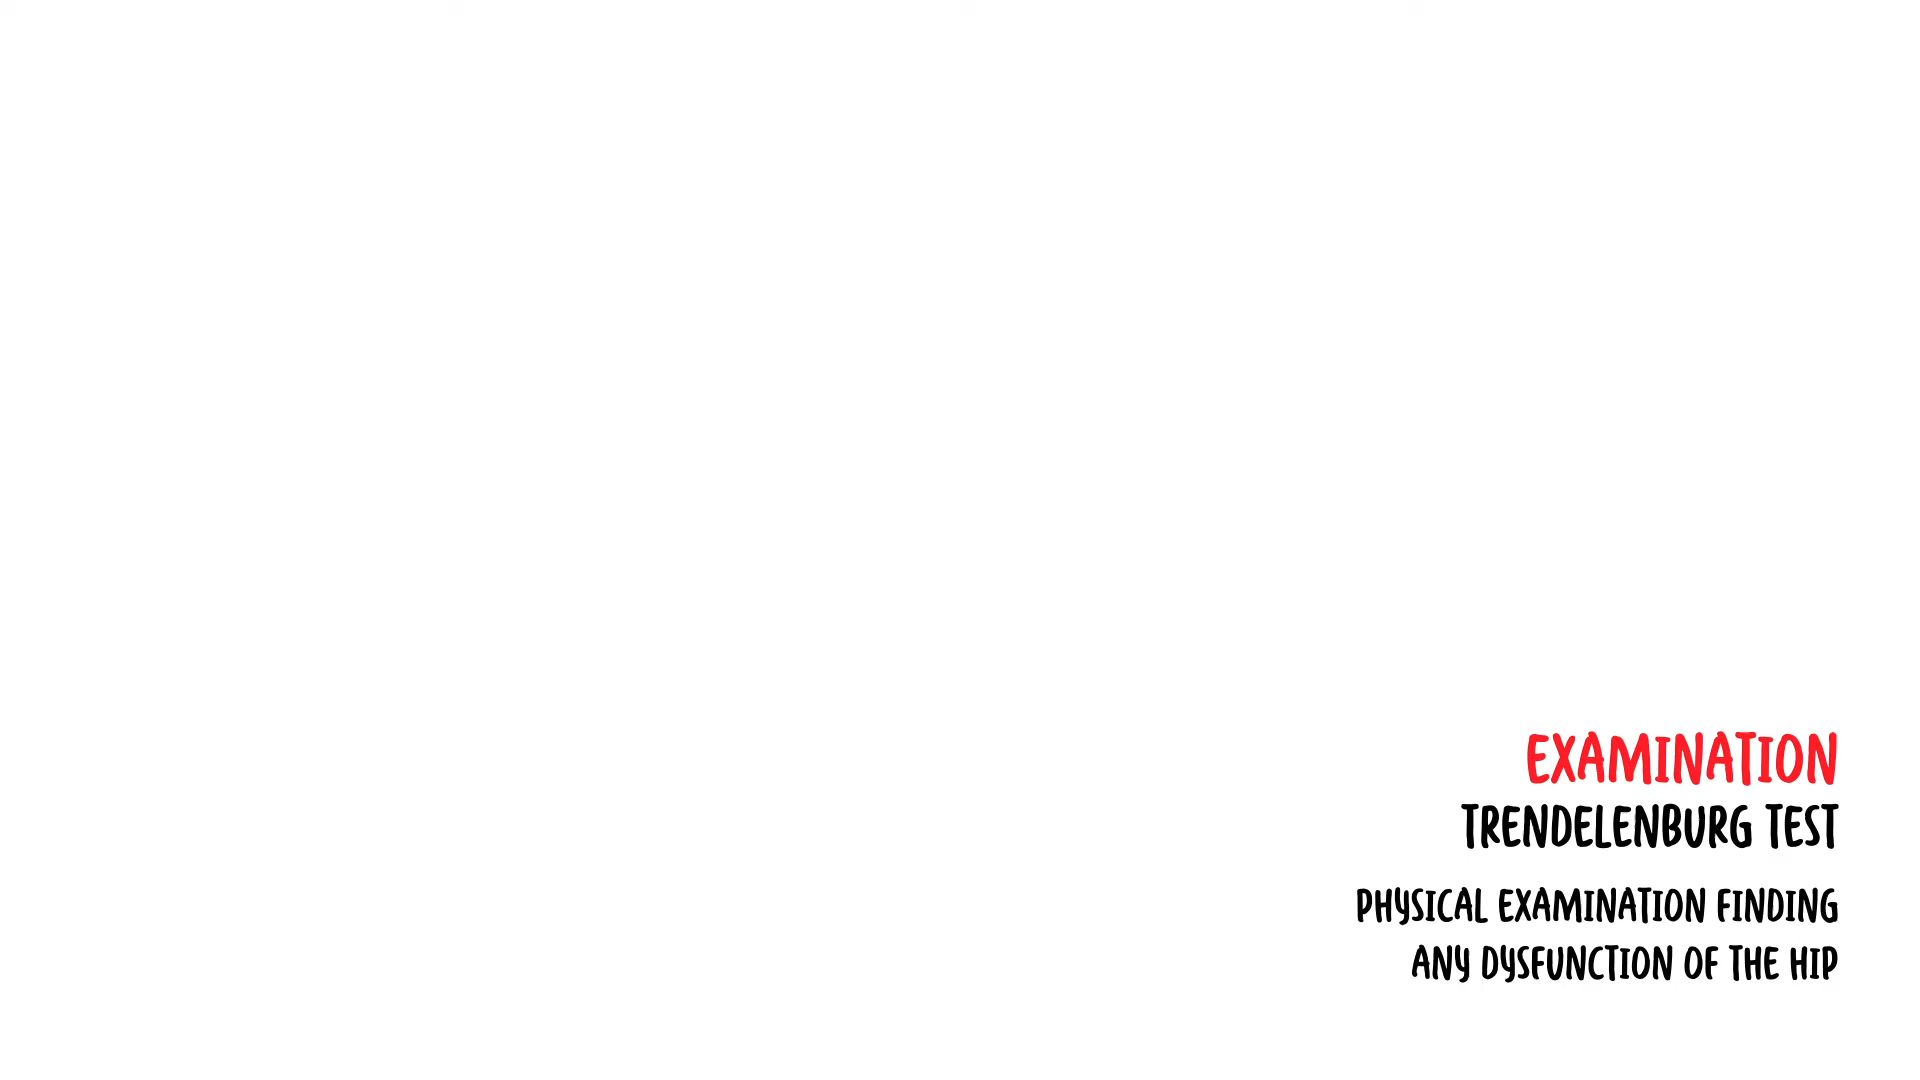 EXAMINATION
TRENDELENBURG TEST
PHYSICAL EXAMINATION FINDING
ANY DYSFUNCTION OF THE HIP